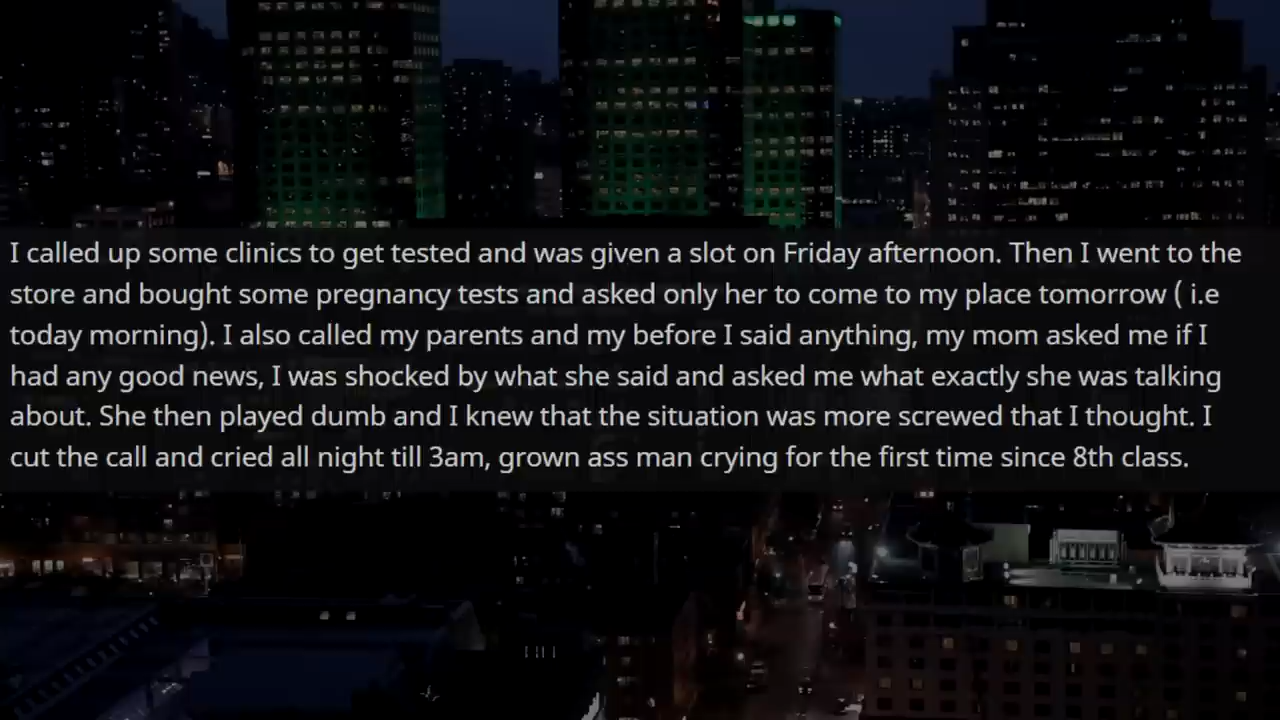 I called up some clinics to get tested and was given a slot on Friday afternoon. Then I went to the
store and bought some pregnancy tests and asked only her to come to my place tomorrow ( i.e
today morning). I also called my parents and my before I said anything, my mom asked me if I
had any good news, I was shocked by what she said and asked me what exactly she was talking
about. She then played dumb and I knew that the situation was more screwed that I thought. I
cut the call and cried all night till 3am, grown ass man crying for the first time since 8th class.